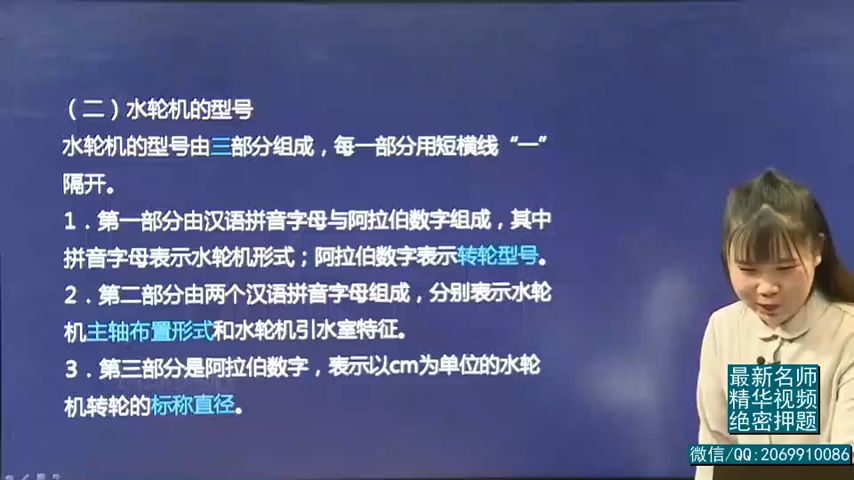 （二）水轮机的型号
水轮机的型号由三部分组成，每一部分用短横线“一”
隔开。
1．第一部分由汉语拼音字母与阿拉伯数字组成，其中
拼音字母表示水轮机形式；阿拉伯数字表示转轮型号。
2．第二部分由两个汉语拼音字母组成，分别表示水轮
机主轴布置形式和水轮机引水室特征。
3．第三部分是阿拉伯数字，表示以cm为单位的水轮
机转轮的标称直径。
最新名师
精华视频
绝密押题
微信/QQ:2069910086